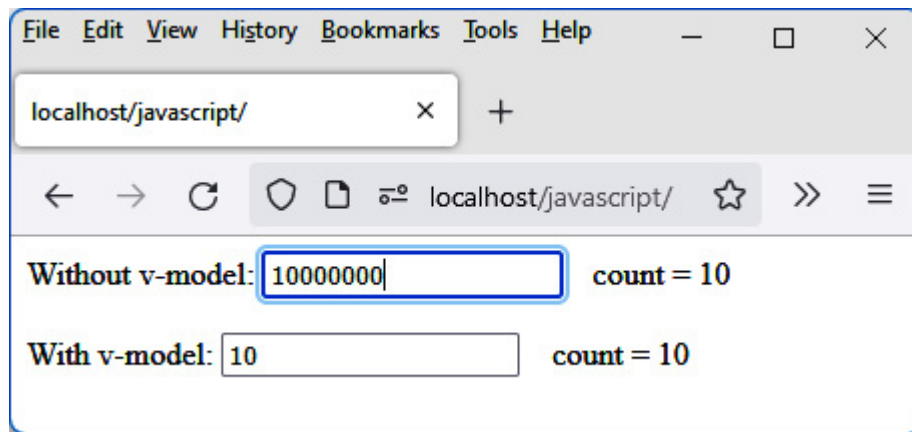 File Edit View History Bookmarks Tools Help
localhost/javascript/
localhost/javascript/
Without v-model: 10000000 count = 10
With v-model: 10 count = 10